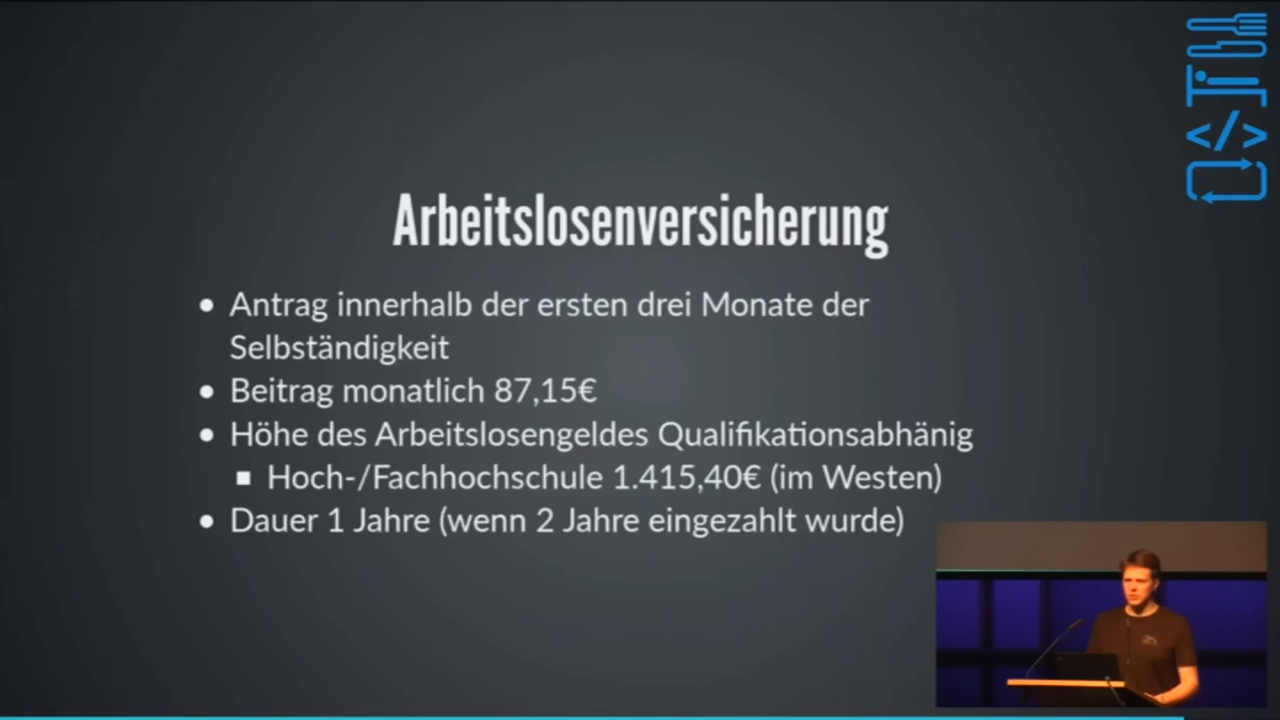 Arbeitslosenversicherung
• Antrag innerhalb der ersten drei Monate der
Selbständigkeit
• Beitrag monatlich 87,15€
• Höhe des Arbeitslosengeldes Qualifikationsabhänig
▪ Hoch-/Fachhochschule 1.415,40€ (im Westen)
• Dauer 1 Jahre (wenn 2 Jahre eingezahlt wurde)